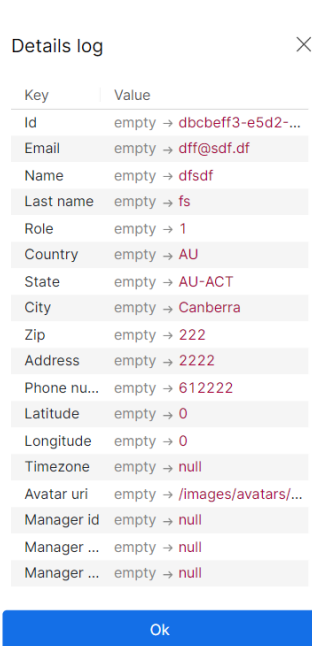 Details log
Key Value
Id empty → dbcbeff3-e5d2-...
Email empty → dff@sdf.df
Name empty → dfsdf
Last name empty → fs
Role empty → 1
Country empty → AU
State empty → AU-ACT
City empty → Canberra
Zip empty → 222
Address empty → 2222
Phone nu... empty → 612222
Latitude empty → 0
Longitude empty → 0
Timezone empty → null
Avatar uri empty → /images/avatars/...
Manager id empty → null
Manager ... empty → null
Manager ... empty → null
Ok